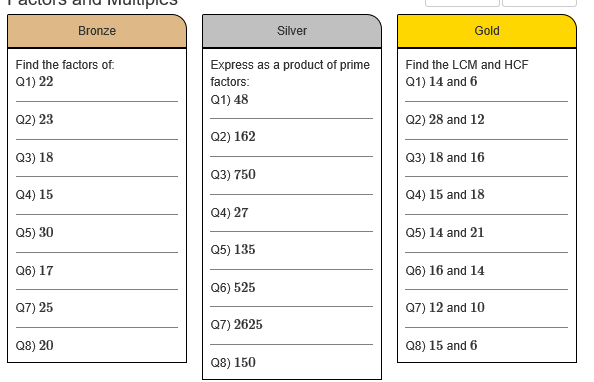 Factors and Multiples
Bronze
Find the factors of:
Q1) 22
Q2) 23
Q3) 18
Q4) 15
Q5) 30
Q6) 17
Q7) 25
Q8) 20
Silver
Express as a product of prime
factors:
Q1) 48
Q2) 162
Q3) 750
Q4) 27
Q5) 135
Q6) 525
Q7) 2625
Q8) 150
Gold
Find the LCM and HCF
Q1) 14 and 6
Q2) 28 and 12
Q3) 18 and 16
Q4) 15 and 18
Q5) 14 and 21
Q6) 16 and 14
Q7) 12 and 10
Q8) 15 and 6